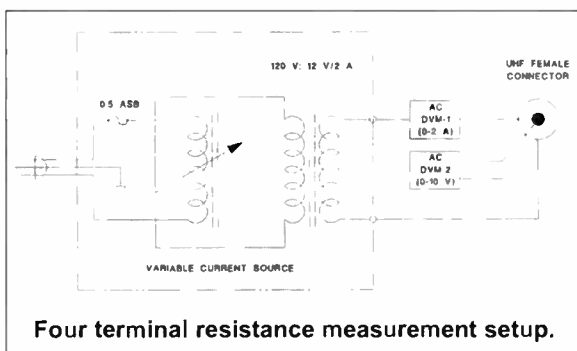 120 V: 12 V/2 A
UHF FEMALE
CONNECTOR
0.5 ASB
AC
DVM-1
(0-2 A)
AC
DVM-2
(0-10 V)
VARIABLE CURRENT SOURCE
Four terminal resistance measurement setup.